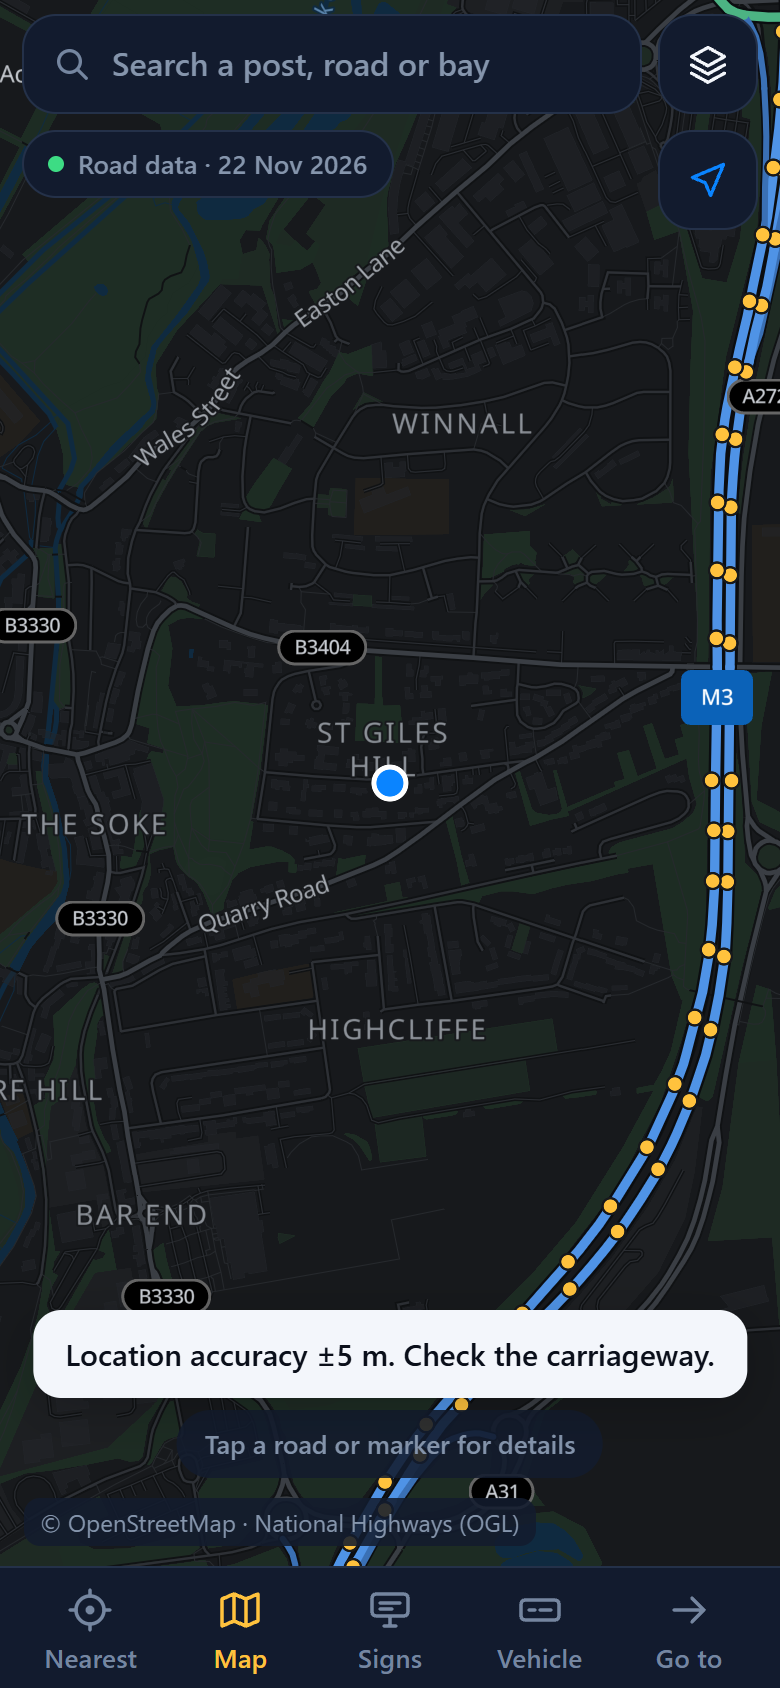 Search a post, road or bay
Road data · 22 Nov 2026
Easton Lane
Wales Street
WINNALL
B3330
B3404
M3
ST GILES
HILL
THE SOKE
Quarry Road
B3330
HIGHCLIFFE
RF HILL
BAR END
B3330
Location accuracy ±5 m. Check the carriageway.
Tap a road or marker for details
A31
© OpenStreetMap · National Highways (OGL)
Nearest
Map
Signs
Vehicle
Go to